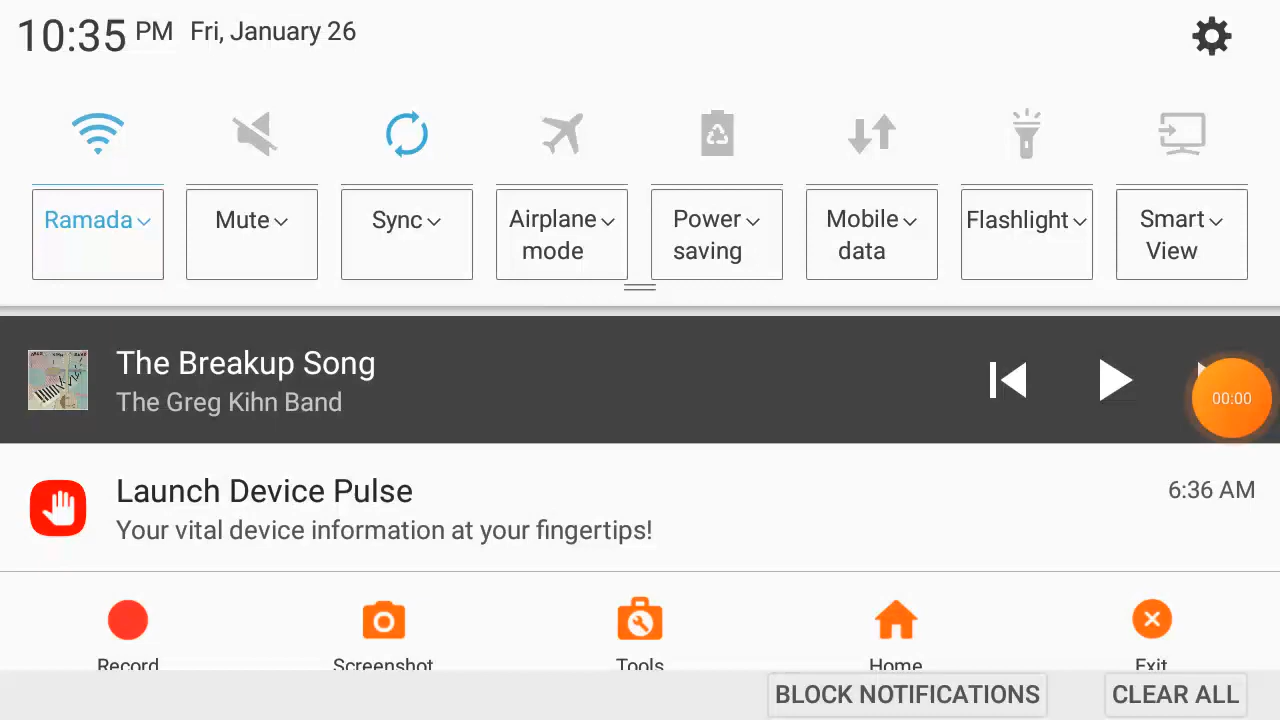 10:35 PM Fri, January 26
Ramada
Mute
Sync
Airplane
mode
Power
saving
Mobile
data
Flashlight
Smart
View
The Breakup Song
The Greg Kihn Band
00:00
Launch Device Pulse
6:36 AM
Your vital device information at your fingertips!
Record
Screenshot
Tools
Home
Exit
BLOCK NOTIFICATIONS
CLEAR ALL